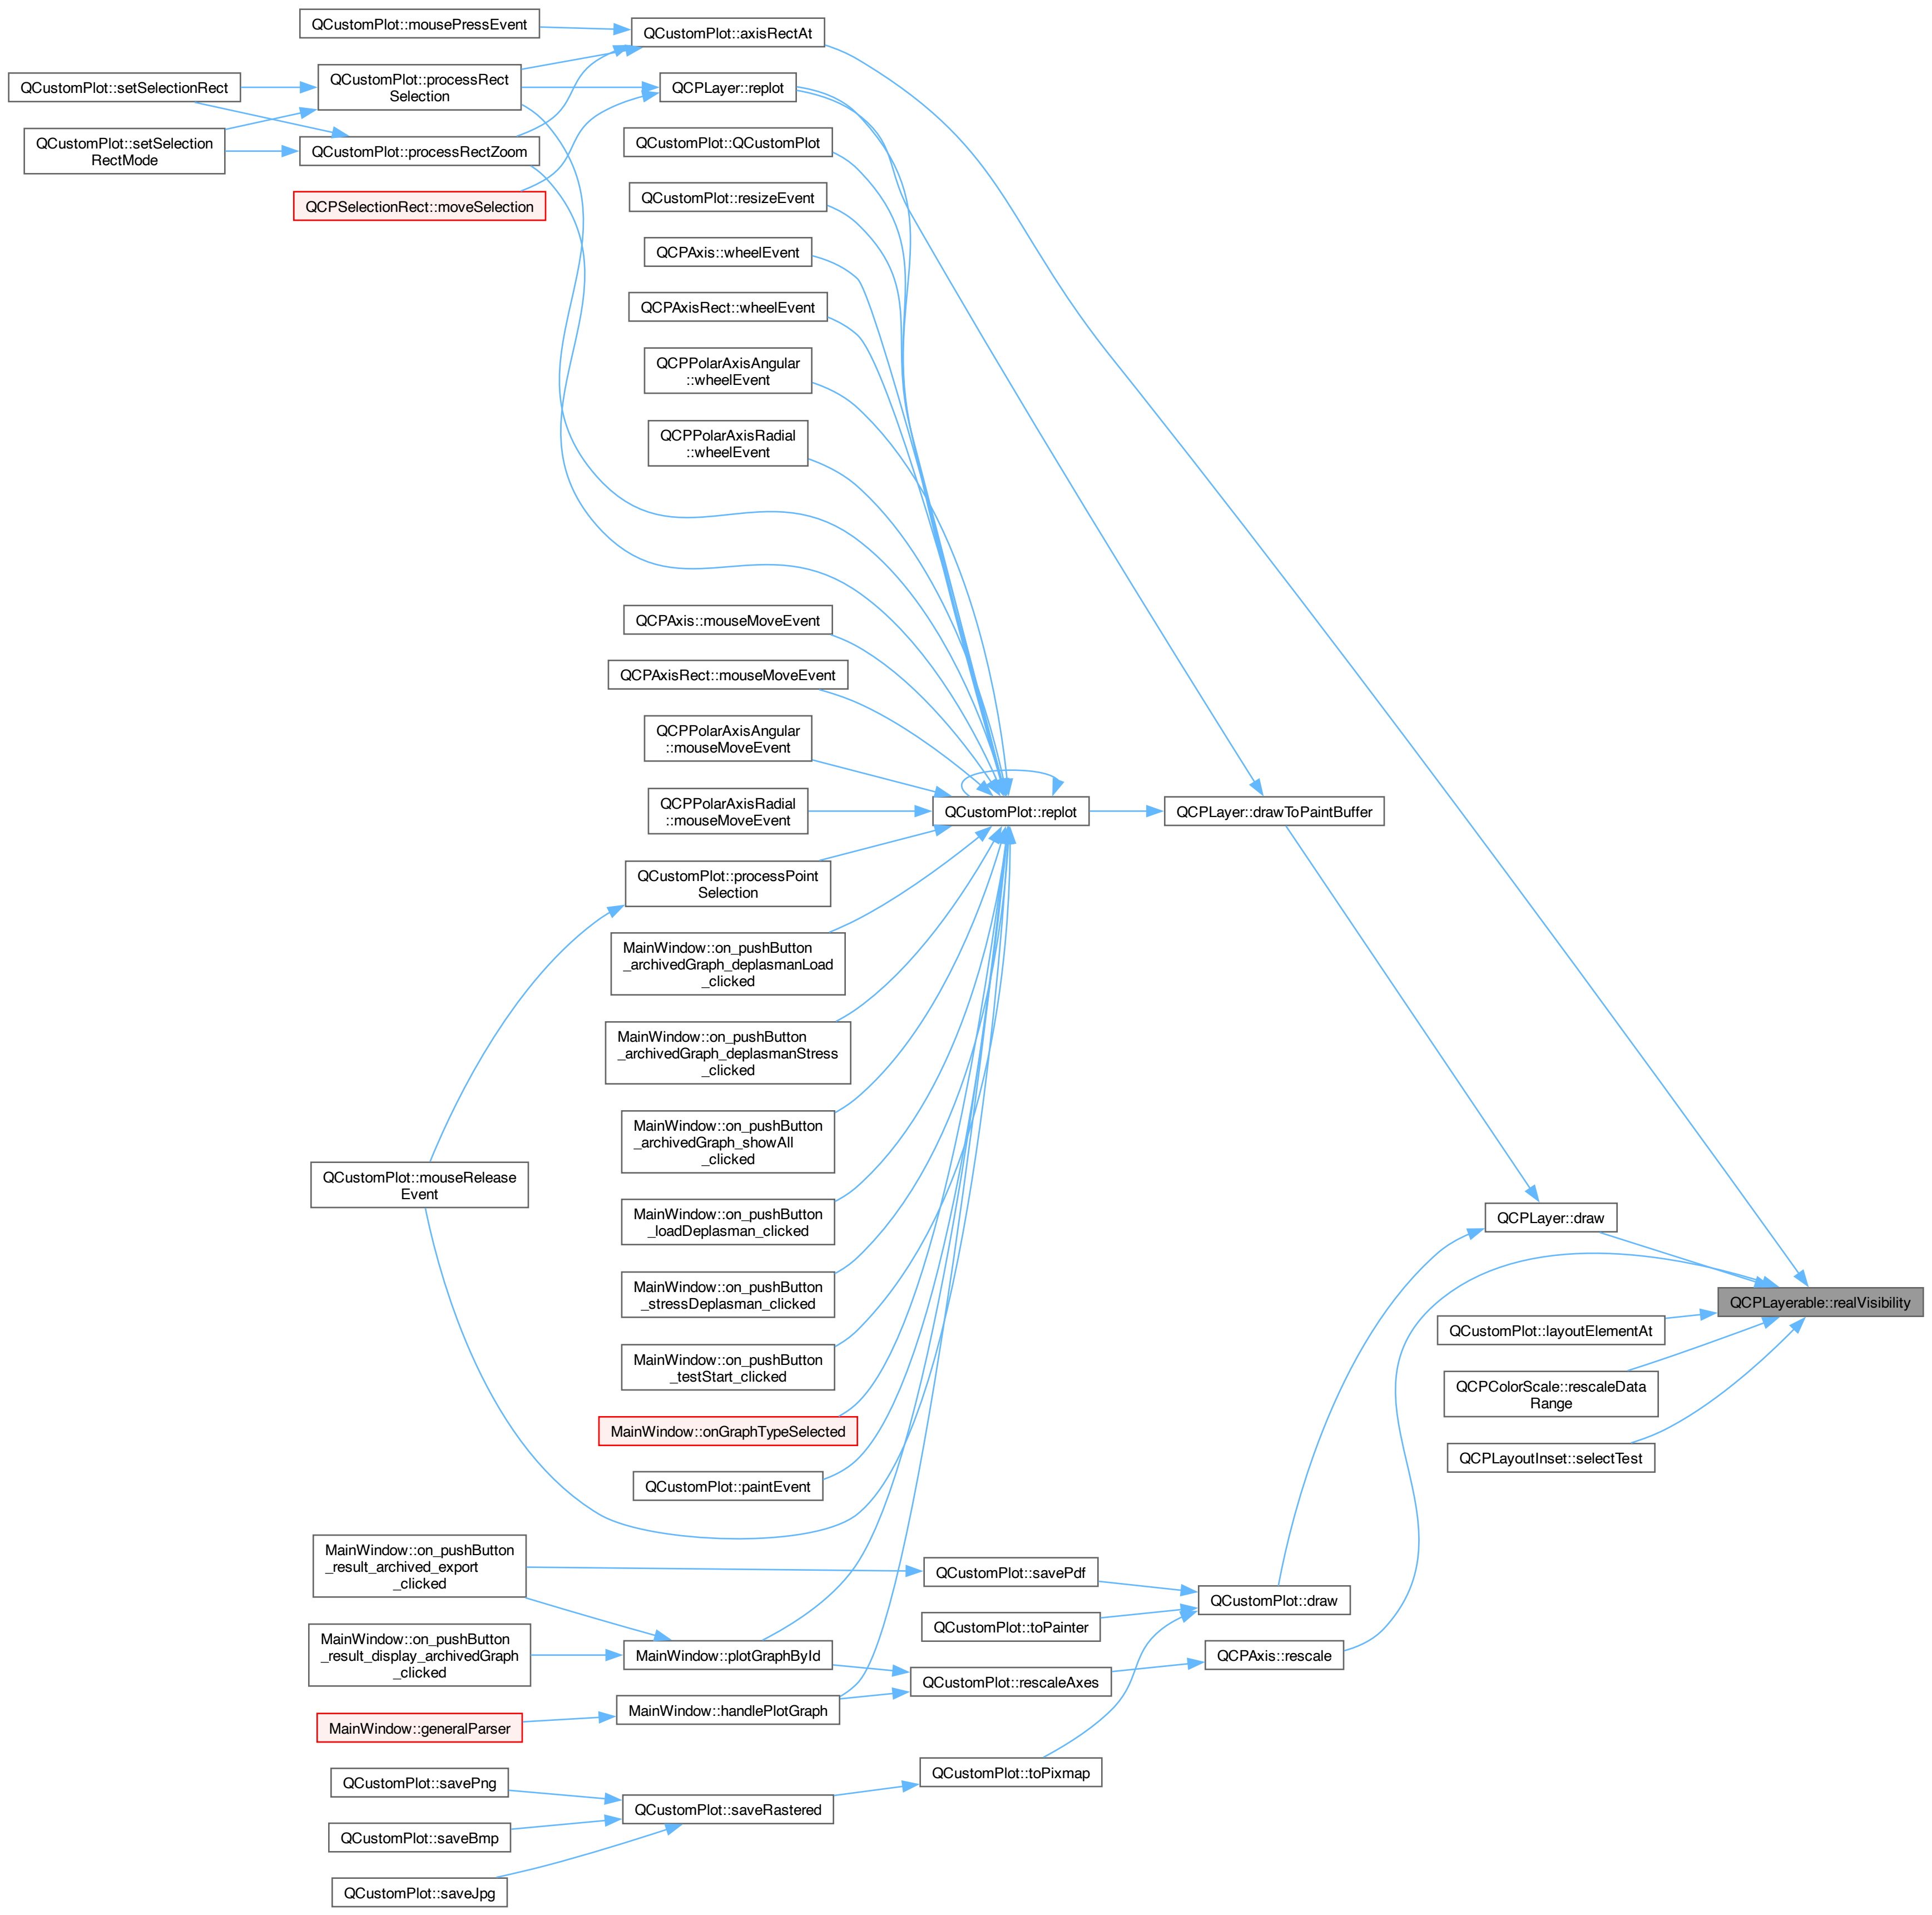 QCustomPlot::mousePressEvent
QCustomPlot::axisRectAt
QCustomPlot::setSelectionRect
QCustomPlot::processRect
Selection
QCPLayer::replot
QCustomPlot::setSelection
RectMode
QCustomPlot::processRectZoom
QCustomPlot::QCustomPlot
QCPSelectionRect::moveSelection
QCustomPlot::resizeEvent
QCPAxis::wheelEvent
QCPAxisRect::wheelEvent
QCPPolarAxisAngular
::wheelEvent
QCPPolarAxisRadial
::wheelEvent
QCPAxis::mouseMoveEvent
QCPAxisRect::mouseMoveEvent
QCPPolarAxisAngular
::mouseMoveEvent
QCPPolarAxisRadial
::mouseMoveEvent
QCustomPlot::replot
QCPLayer::drawToPaintBuffer
QCustomPlot::processPoint
Selection
MainWindow::on_pushButton
_archivedGraph_deplasmanLoad
_clicked
MainWindow::on_pushButton
_archivedGraph_deplasmanStress
_clicked
MainWindow::on_pushButton
_archivedGraph_showAll
_clicked
QCustomPlot::mouseRelease
Event
MainWindow::on_pushButton
_loadDeplasman_clicked
QCPLayer::draw
MainWindow::on_pushButton
_stressDeplasman_clicked
QCPLayerable::realVisibility
QCustomPlot::layoutElementAt
MainWindow::on_pushButton
_testStart_clicked
QCPColorScale::rescaleData
Range
MainWindow::onGraphTypeSelected
QCPLayoutInset::selectTest
QCustomPlot::paintEvent
MainWindow::on_pushButton
_result_archived_export
_clicked
QCustomPlot::savePdf
QCustomPlot::draw
QCustomPlot::toPainter
MainWindow::on_pushButton
_result_display_archivedGraph
_clicked
MainWindow::plotGraphById
QCPAxis::rescale
QCustomPlot::rescaleAxes
MainWindow::handlePlotGraph
MainWindow::generalParser
QCustomPlot::toPixmap
QCustomPlot::savePng
QCustomPlot::saveRastered
QCustomPlot::saveBmp
QCustomPlot::saveJpg